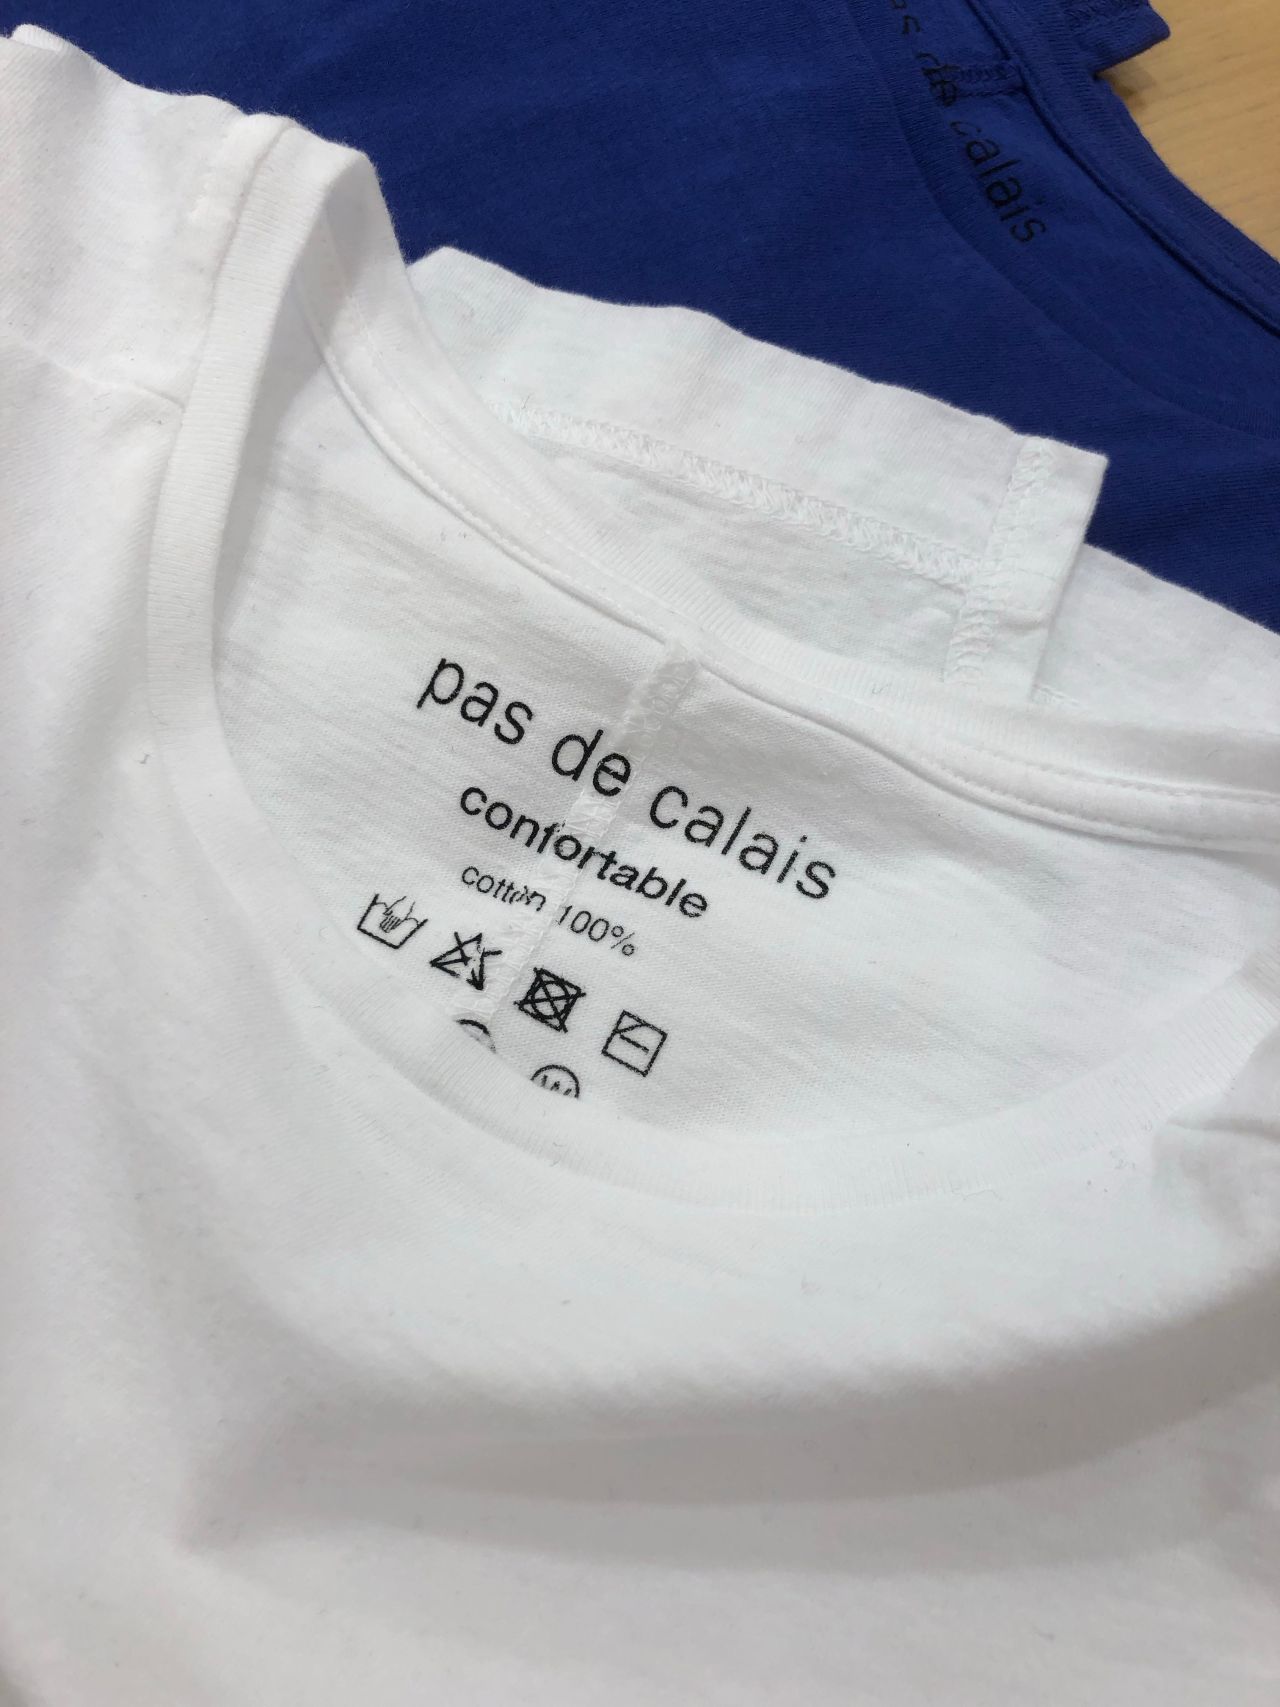 pas de calais
pas de calais
confortable
cotton 100%
W